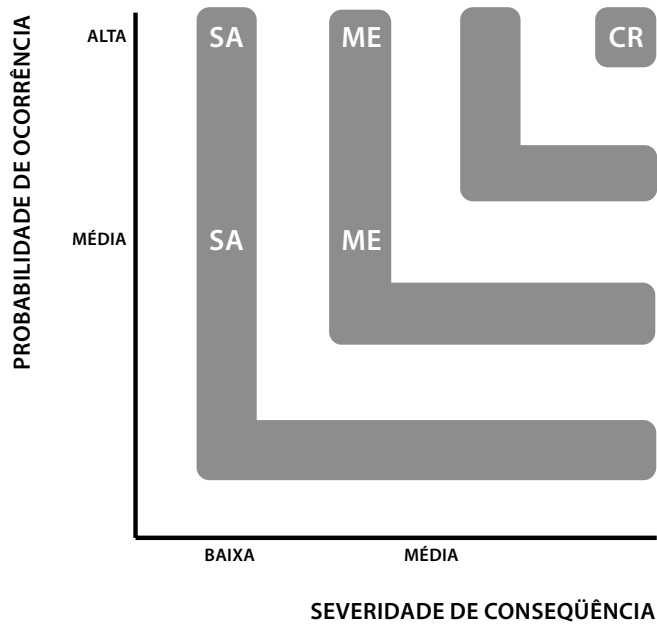 PROBABILIDADE DE OCORRÊNCIA
ALTA
SA ME CR
MÉDIA
SA ME
BAIXA MÉDIA
SEVERIDADE DE CONSEQÜÊNCIA